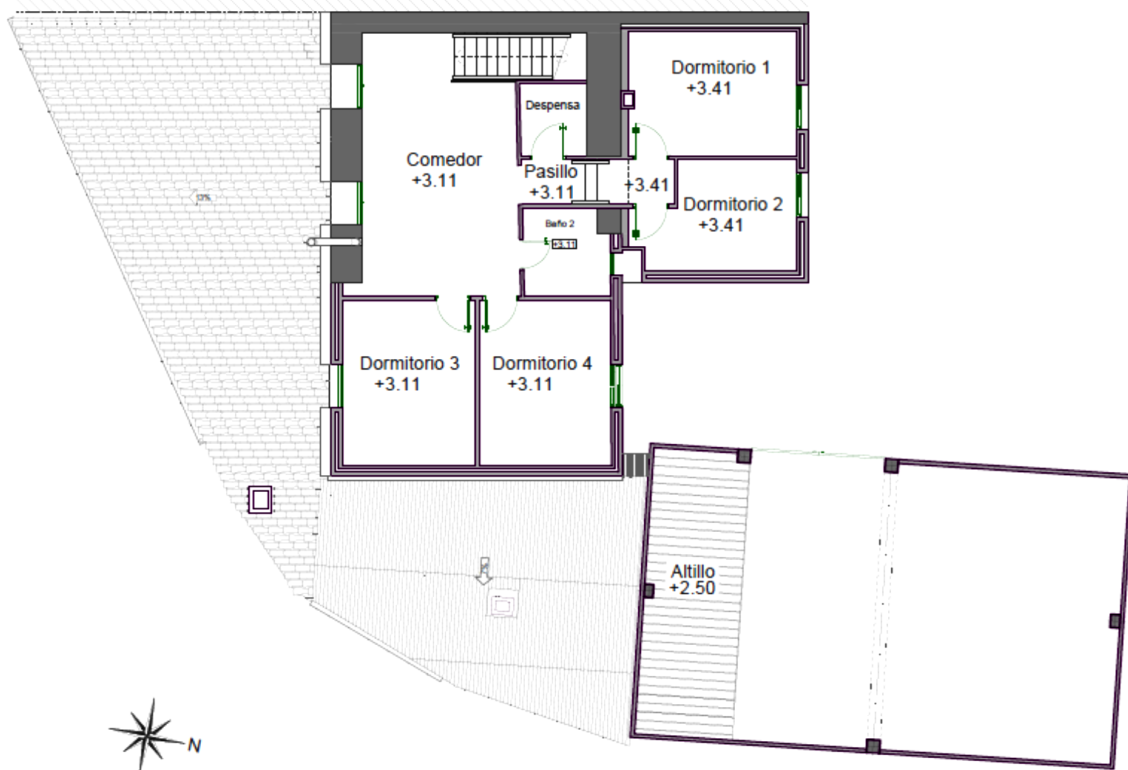 Dormitorio 1
+3.41
Despensa
Comedor
+3.11
Pasillo
+3.11
+3.41
Dormitorio 2
+3.41
13%
Baño 2
+3.11
Dormitorio 3
+3.11
Dormitorio 4
+3.11
Altillo
+2.50
N